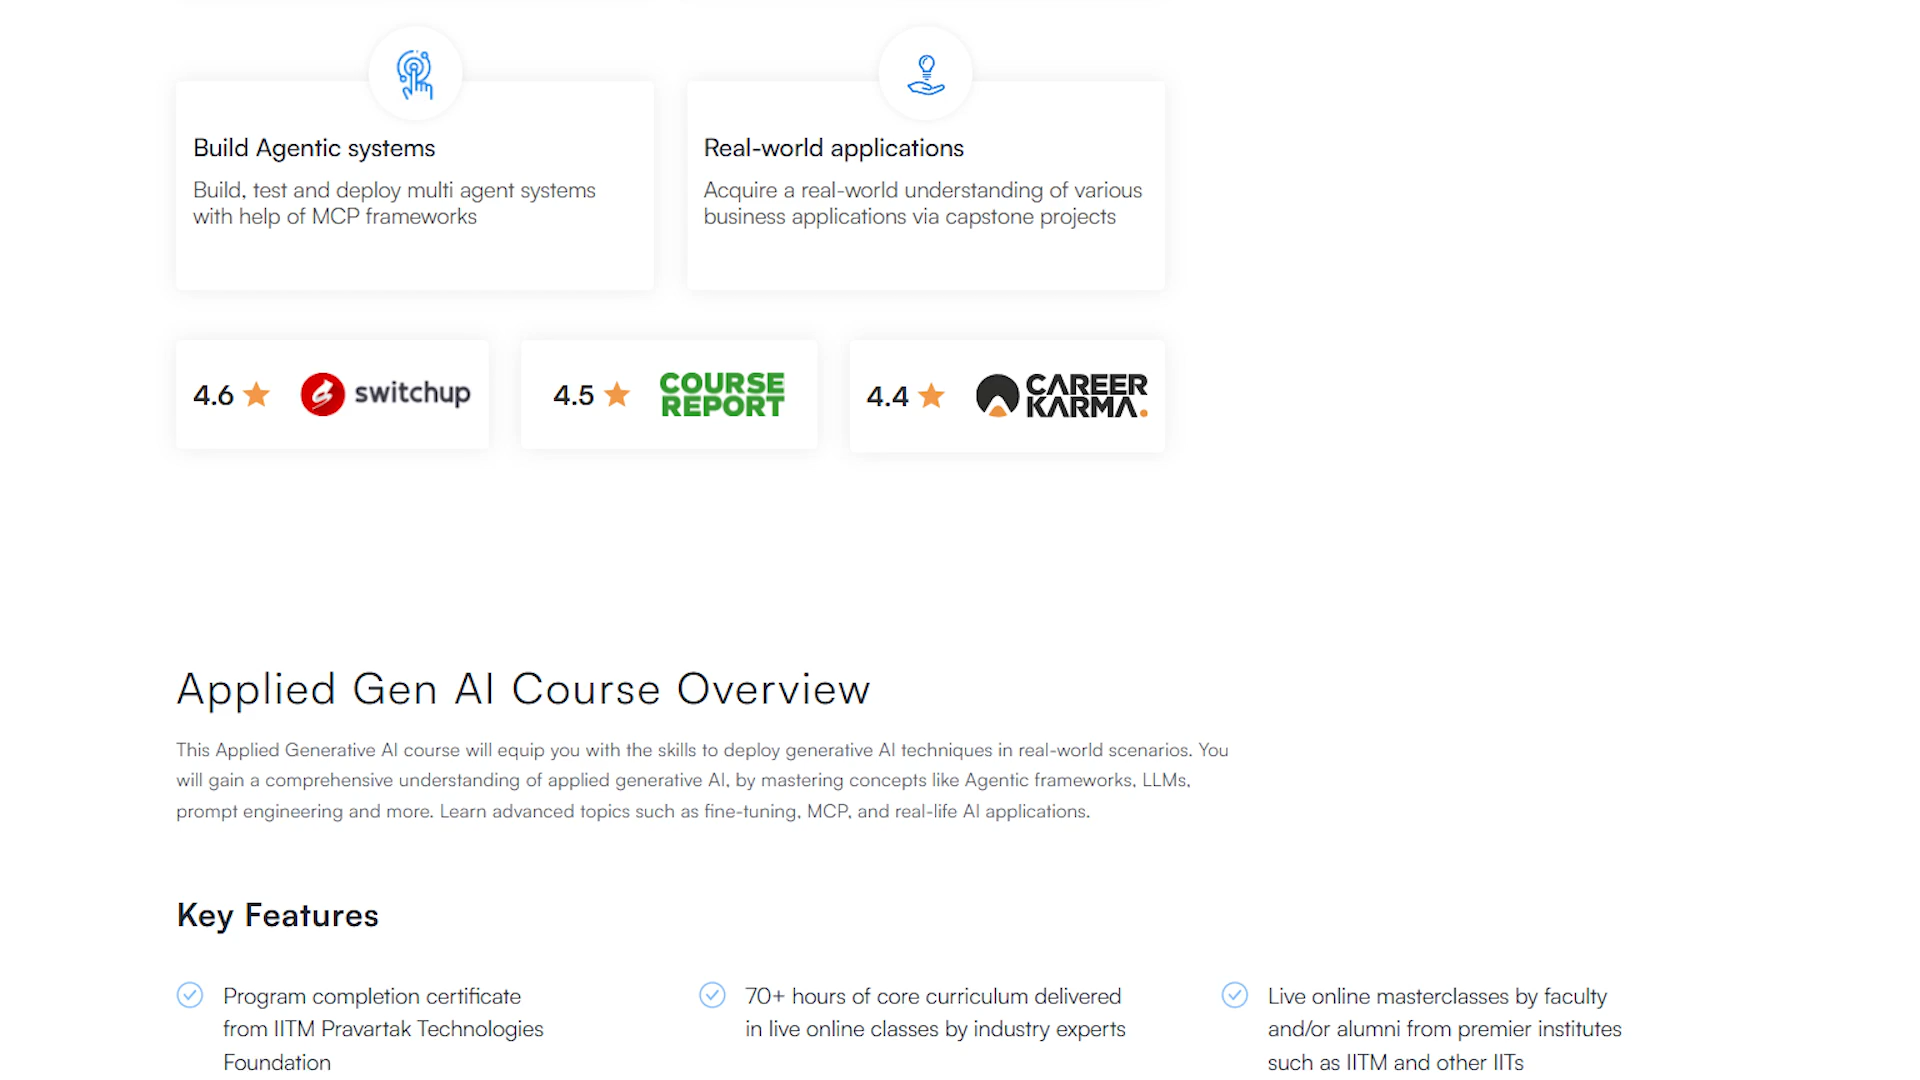 Build Agentic systems
Build, test and deploy multi agent systems
with help of MCP frameworks
Real-world applications
Acquire a real-world understanding of various
business applications via capstone projects
4.6 switchup
4.5 COURSE
REPORT
4.4 CAREER
KARMA.
Applied Gen AI Course Overview
This Applied Generative AI course will equip you with the skills to deploy generative AI techniques in real-world scenarios. You
will gain a comprehensive understanding of applied generative AI, by mastering concepts like Agentic frameworks, LLMs,
prompt engineering and more. Learn advanced topics such as fine-tuning, MCP, and real-life AI applications.
Key Features
Program completion certificate
from IITM Pravartak Technologies
Foundation
70+ hours of core curriculum delivered
in live online classes by industry experts
Live online masterclasses by faculty
and/or alumni from premier institutes
such as IITM and other IITs